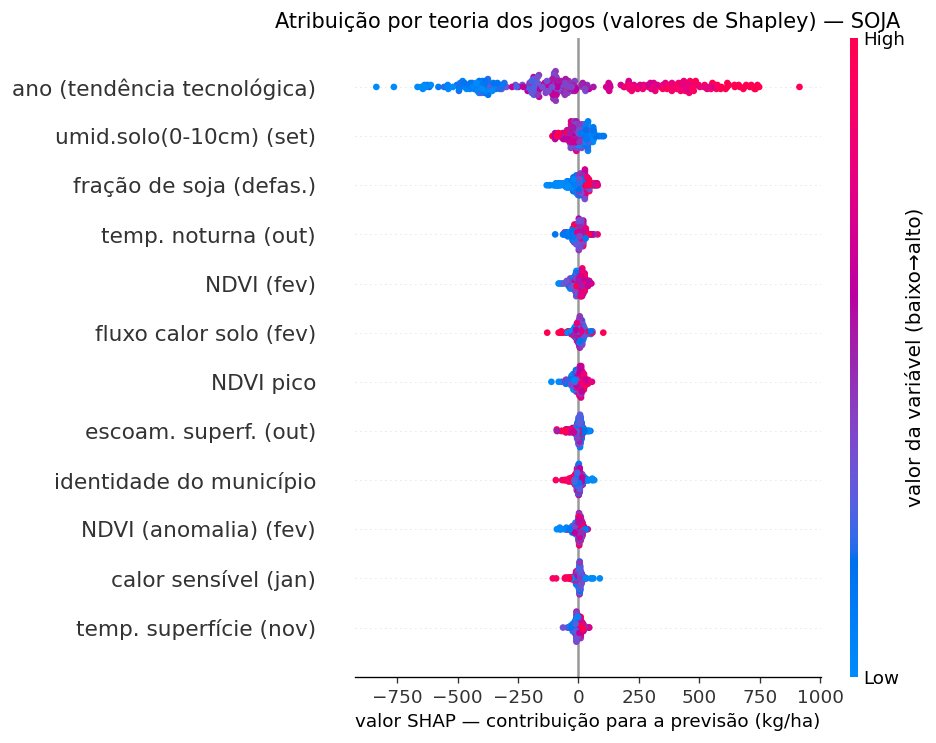 Atribuição por teoria dos jogos (valores de Shapley) — SOJA
High
ano (tendência tecnológica)
umid.solo(0-10cm) (set)
fração de soja (defas.)
temp. noturna (out)
NDVI (fev)
fluxo calor solo (fev)
NDVI pico
escoam. superf. (out)
identidade do município
NDVI (anomalia) (fev)
calor sensível (jan)
temp. superfície (nov)
valor da variável (baixo→alto)
Low
−750 −500 −250 0 250 500 750 1000
valor SHAP — contribuição para a previsão (kg/ha)